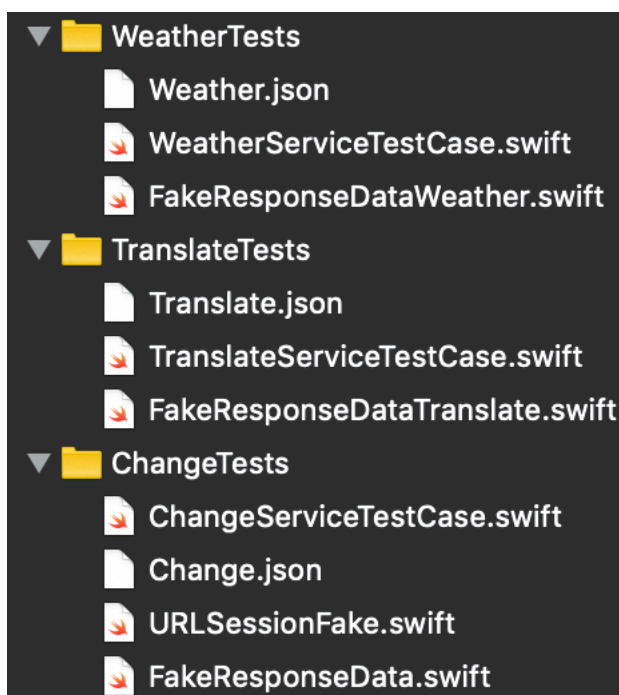 WeatherTests
Weather.json
WeatherServiceTestCase.swift
FakeResponseDataWeather.swift
TranslateTests
Translate.json
TranslateServiceTestCase.swift
FakeResponseDataTranslate.swift
ChangeTests
ChangeServiceTestCase.swift
Change.json
URLSessionFake.swift
FakeResponseData.swift